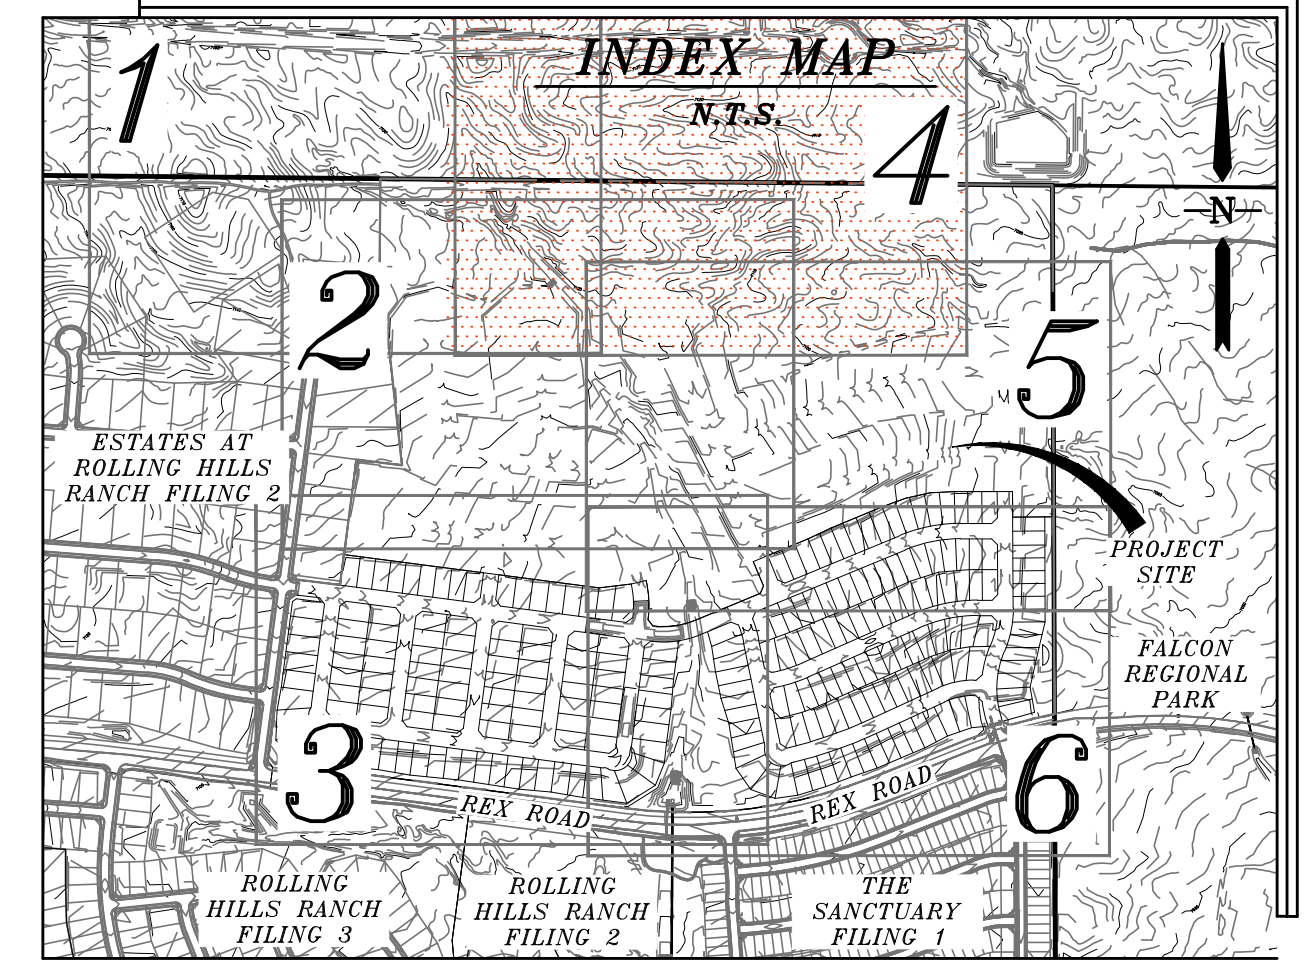 INDEX MAP
N.T.S.
1
4
N
2
5
ESTATES AT
ROLLING HILLS
RANCH FILING 2
PROJECT
SITE
FALCON
REGIONAL
PARK
3
6
REX ROAD
REX ROAD
ROLLING
HILLS RANCH
FILING 3
ROLLING
HILLS RANCH
FILING 2
THE
SANCTUARY
FILING 1